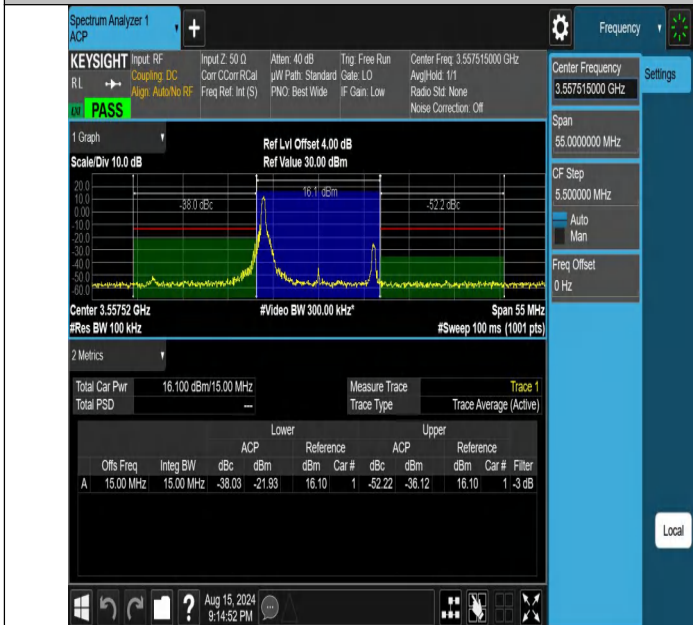 Spectrum Analyzer 1
ACP
+
Frequency
KEYSIGHT
RL
PASS
Input: RF
Coupling: DC
Align: Auto/No RF
Input Z: 50 Ω
Corr CCorr RCal
Freq Ref: Int (S)
Atten: 40 dB
µW Path: Standard
PNO: Best Wide
Trig: Free Run
Gate: LO
IF Gain: Low
Center Freq: 3.557515000 GHz
Avg|Hold: 1/1
Radio Std: None
Noise Correction: Off
Center Frequency
3.557515000 GHz
Settings
Span
55.0000000 MHz
CF Step
5.500000 MHz
Auto
Man
Freq Offset
0 Hz
Local
1 Graph
Scale/Div 10.0 dB
Ref Lvl Offset 4.00 dB
Ref Value 30.00 dBm
20.0
10.0
0.00
-10.0
-20.0
-30.0
-40.0
-50.0
-60.0
-38.0 dBc
16.1 dBm
-52.2 dBc
Center 3.55752 GHz
#Video BW 300.00 kHz*
Span 55 MHz
#Res BW 100 kHz
#Sweep 100 ms (1001 pts)
2 Metrics
Total Car Pwr 16.100 dBm/15.00 MHz
Total PSD ---
Measure Trace Trace 1
Trace Type Trace Average (Active)
Lower Upper
ACP Reference ACP Reference
Offs Freq Integ BW dBc dBm dBm Car # dBc dBm dBm Car # Filter
A 15.00 MHz 15.00 MHz -38.03 -21.93 16.10 1 -52.22 -36.12 16.10 1 -3 dB
?
Aug 15, 2024
9:14:52 PM